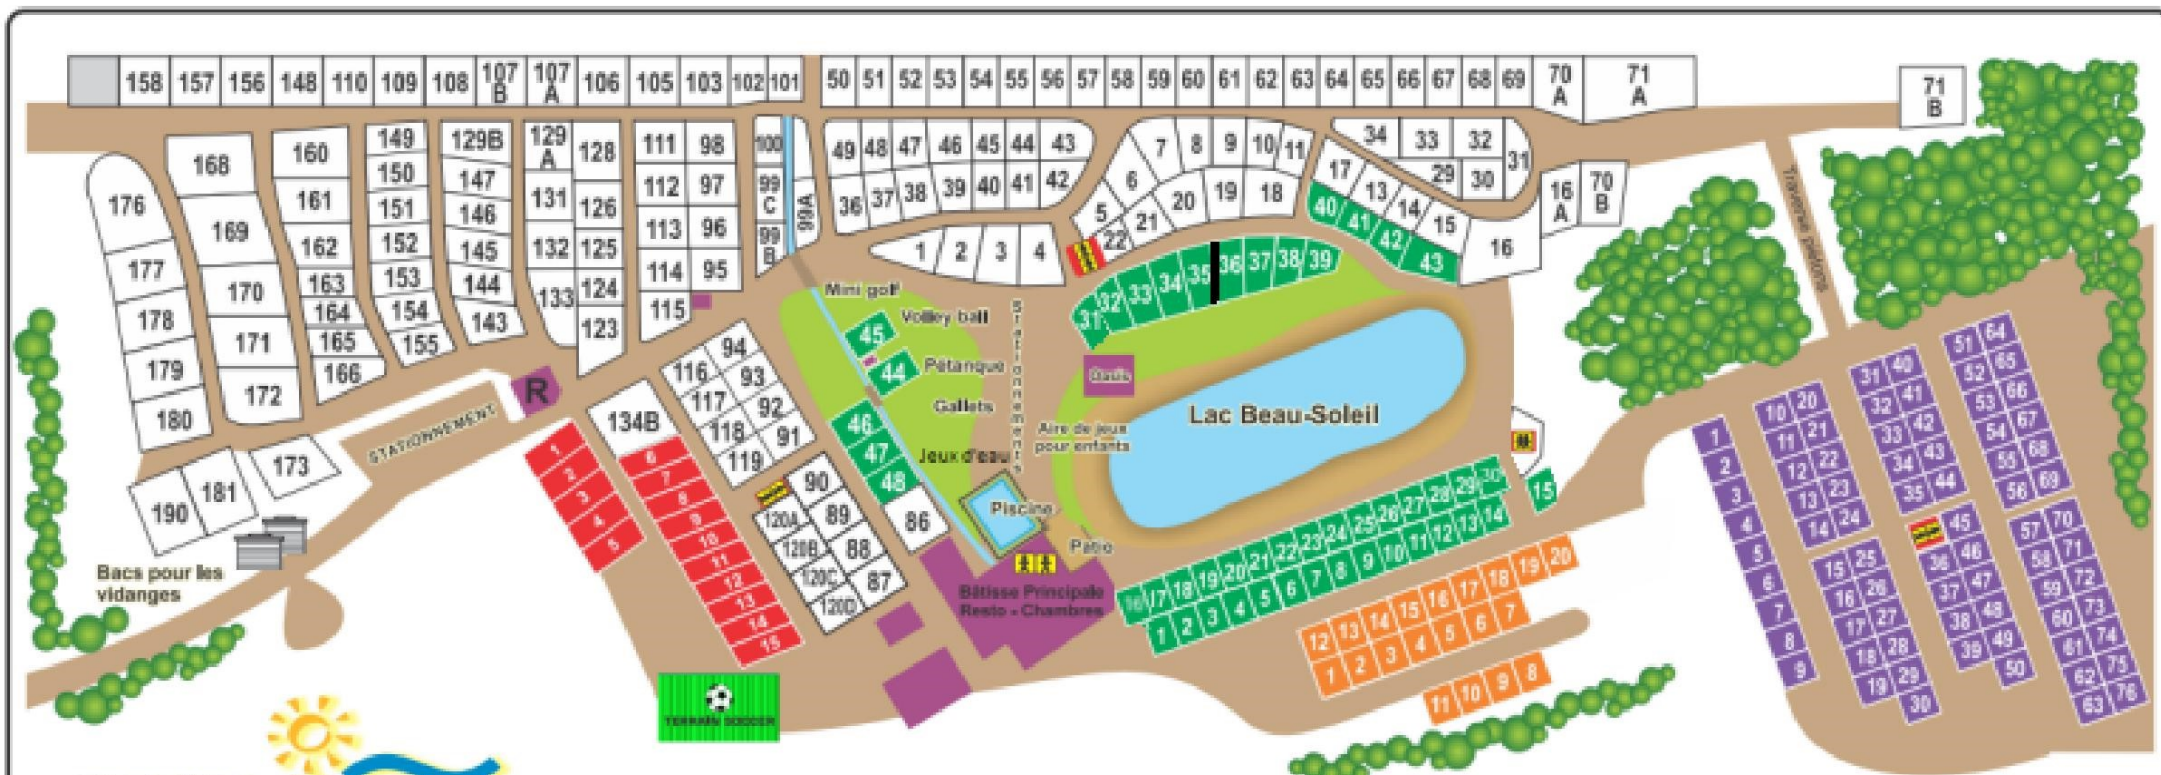 158 157 156 148 110 109 108 107 B 107 A 106 105 103 102 101 50 51 52 53 54 55 56 57 58 59 60 61 62 63 64 65 66 67 68 69 70 A 71 A 71 B
176 177 178 179 180
168 169 170 171 172
160 161 162 163 164 165 166
149 150 151 152 153 154 155
129B 147 146 145 144 143
129 A 131 132 133
128 126 125 124 123
111 112 113 114 115
98 97 96 95
100 99 C 99 B 99A
49 48 47 46 45 44 43
36 37 38 39 40 41 42
1 2 3 4
5 6 7 8 9 10 11
22 21 20 19 18
34 33 32 31
29 30
17 13 14 15 16
16 A 70 B
40 41 42 43
31 32 33 34 35 36 37 38 39
Traverse piétons
Mini golf
Volley ball
45
44
Pétanque
Gallets
Stationnements
Oasis
Aire de jeux
pour enfants
Lac Beau-Soleil
46
47
48
86
Jeux d'eau
Piscine
Patio
Bâtisse Principale
Resto - Chambres
R
STATIONNEMENT
190 181 173
Bacs pour les
vidanges
134B
116 117 118 119
94 93 92 91
90 89 88 87
120A 120B 120C 120D
1 2 3 4 5
6 7 8 9 10 11 12 13 14 15
TERRAIN SOCCER
16 17 18 19 20 21 22 23 24 25 26 27 28 29 30
1 2 3 4 5 6 7 8 9 10 11 12 13 14 15
12 13 14 15 16 17 18 19 20
1 2 3 4 5 6 7
11 10 9 8
1 2 3 4 5 6 7 8 9
10 11 12 13 14 15 16 17 18 19
20 21 22 23 24 25 26 27 28 29 30
31 32 33 34 35 36 37 38 39
40 41 42 43 44 45 46 47 48 49 50
51 52 53 54 55 56 57 58 59 60 61 62 63
64 65 66 67 68 69 70 71 72 73 74 75 76